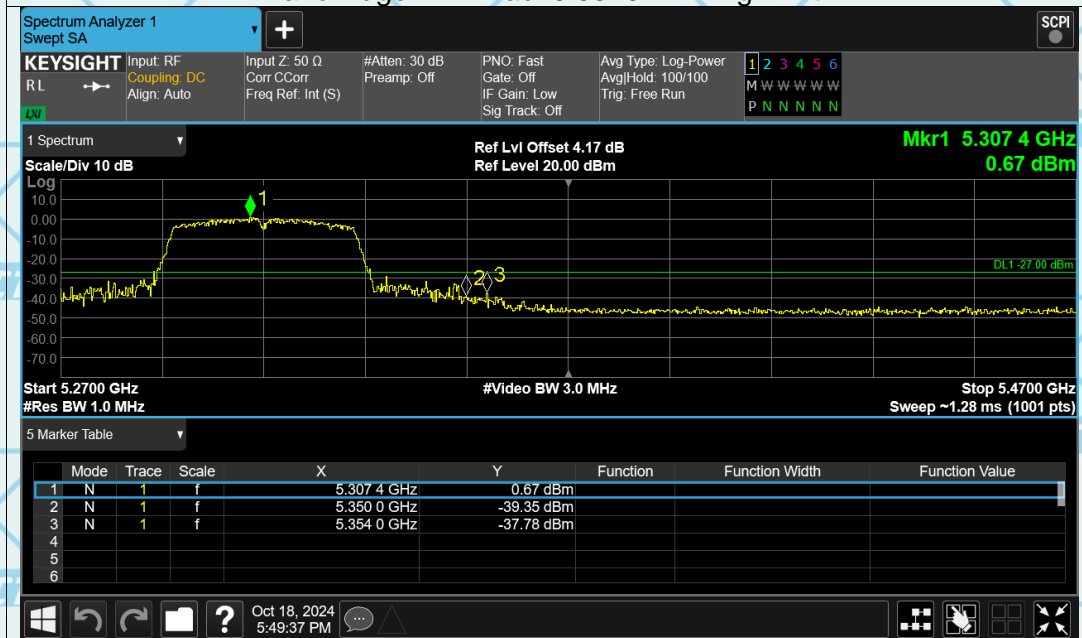 Spectrum Analyzer 1
Swept SA
+
SCPI
KEYSIGHT
R L
LXI
Input: RF
Coupling: DC
Align: Auto
Input Z: 50 Ω
Corr CCorr
Freq Ref: Int (S)
#Atten: 30 dB
Preamp: Off
PNO: Fast
Gate: Off
IF Gain: Low
Sig Track: Off
Avg Type: Log-Power
Avg|Hold: 100/100
Trig: Free Run
1 2 3 4 5 6
M W W W W W
P N N N N N
1 Spectrum
Scale/Div 10 dB
Ref Lvl Offset 4.17 dB
Ref Level 20.00 dBm
Mkr1 5.307 4 GHz
0.67 dBm
Log
10.0
0.00
-10.0
-20.0
-30.0
-40.0
-50.0
-60.0
-70.0
1
2
3
DL1 -27.00 dBm
Start 5.2700 GHz
#Video BW 3.0 MHz
Stop 5.4700 GHz
#Res BW 1.0 MHz
Sweep ~1.28 ms (1001 pts)
5 Marker Table
Mode Trace Scale X Y Function Function Width Function Value
1 N 1 f 5.307 4 GHz 0.67 dBm
2 N 1 f 5.350 0 GHz -39.35 dBm
3 N 1 f 5.354 0 GHz -37.78 dBm
4
5
6
?
Oct 18, 2024
5:49:37 PM